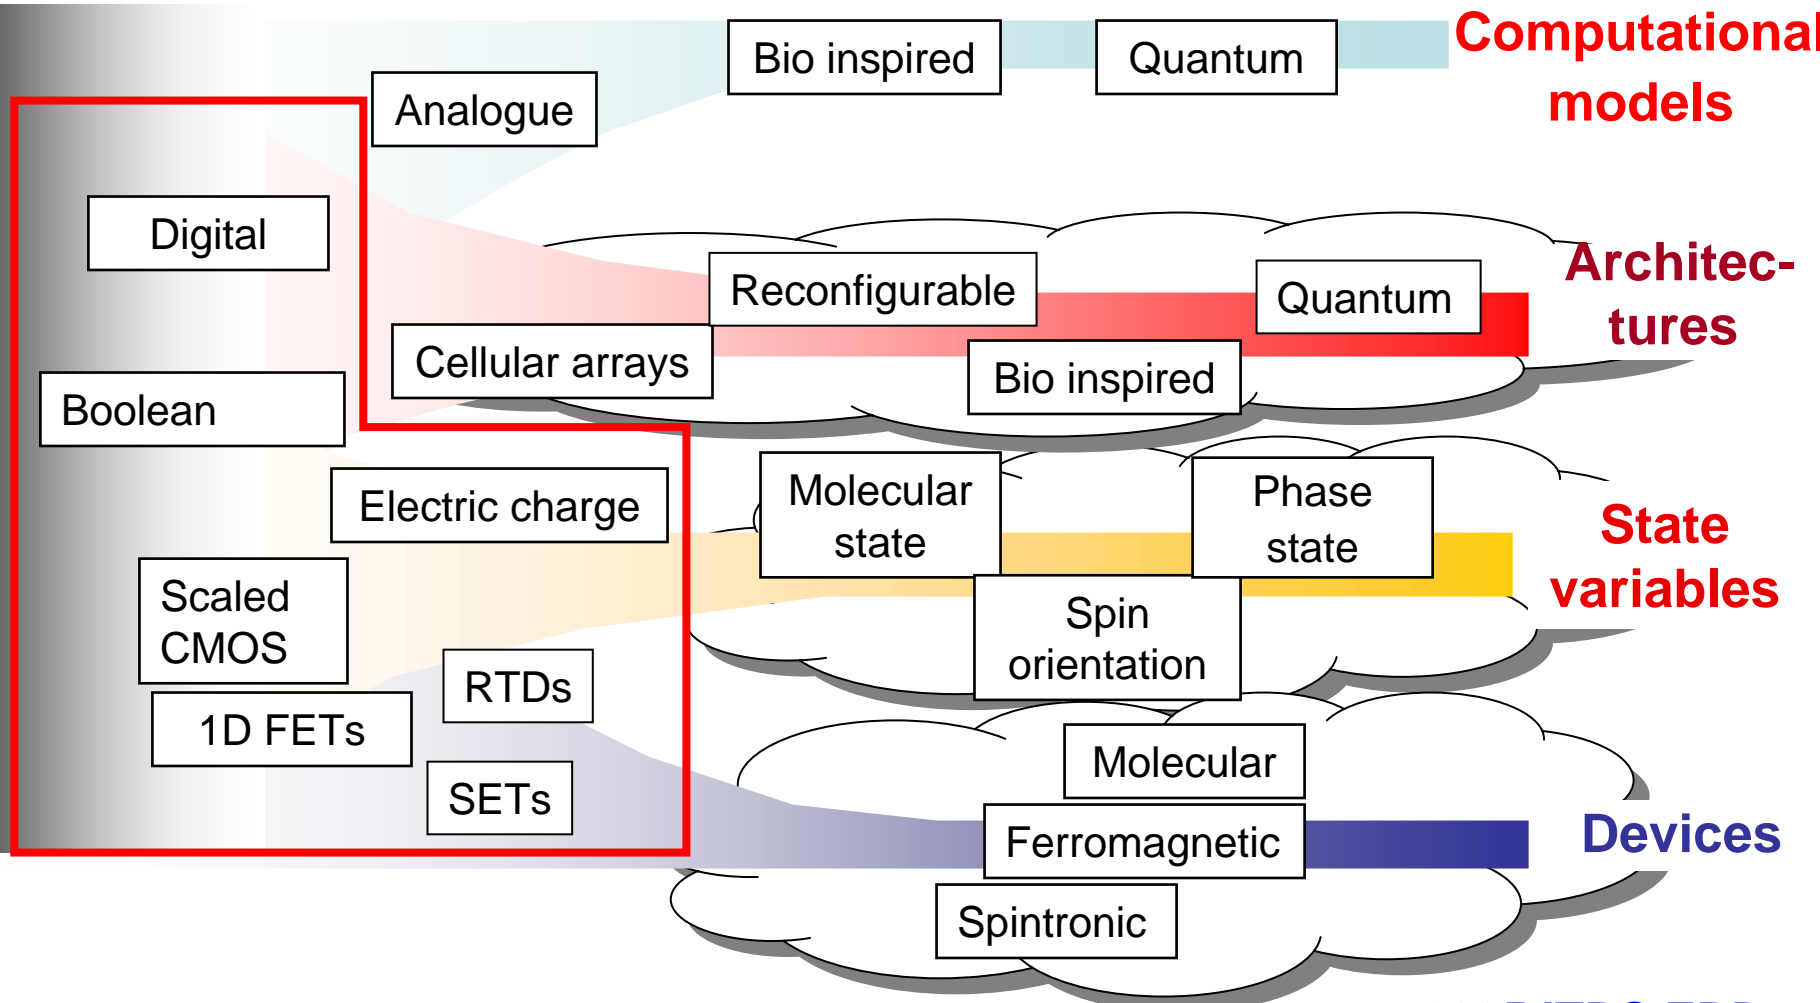 Computational
models
Bio inspired
Quantum
Analogue
Digital
Architec-
tures
Reconfigurable
Quantum
Cellular arrays
Bio inspired
Boolean
Electric charge
Molecular
state
Phase
state
State
variables
Spin
orientation
Scaled
CMOS
RTDs
1D FETs
SETs
Molecular
Ferromagnetic
Devices
Spintronic